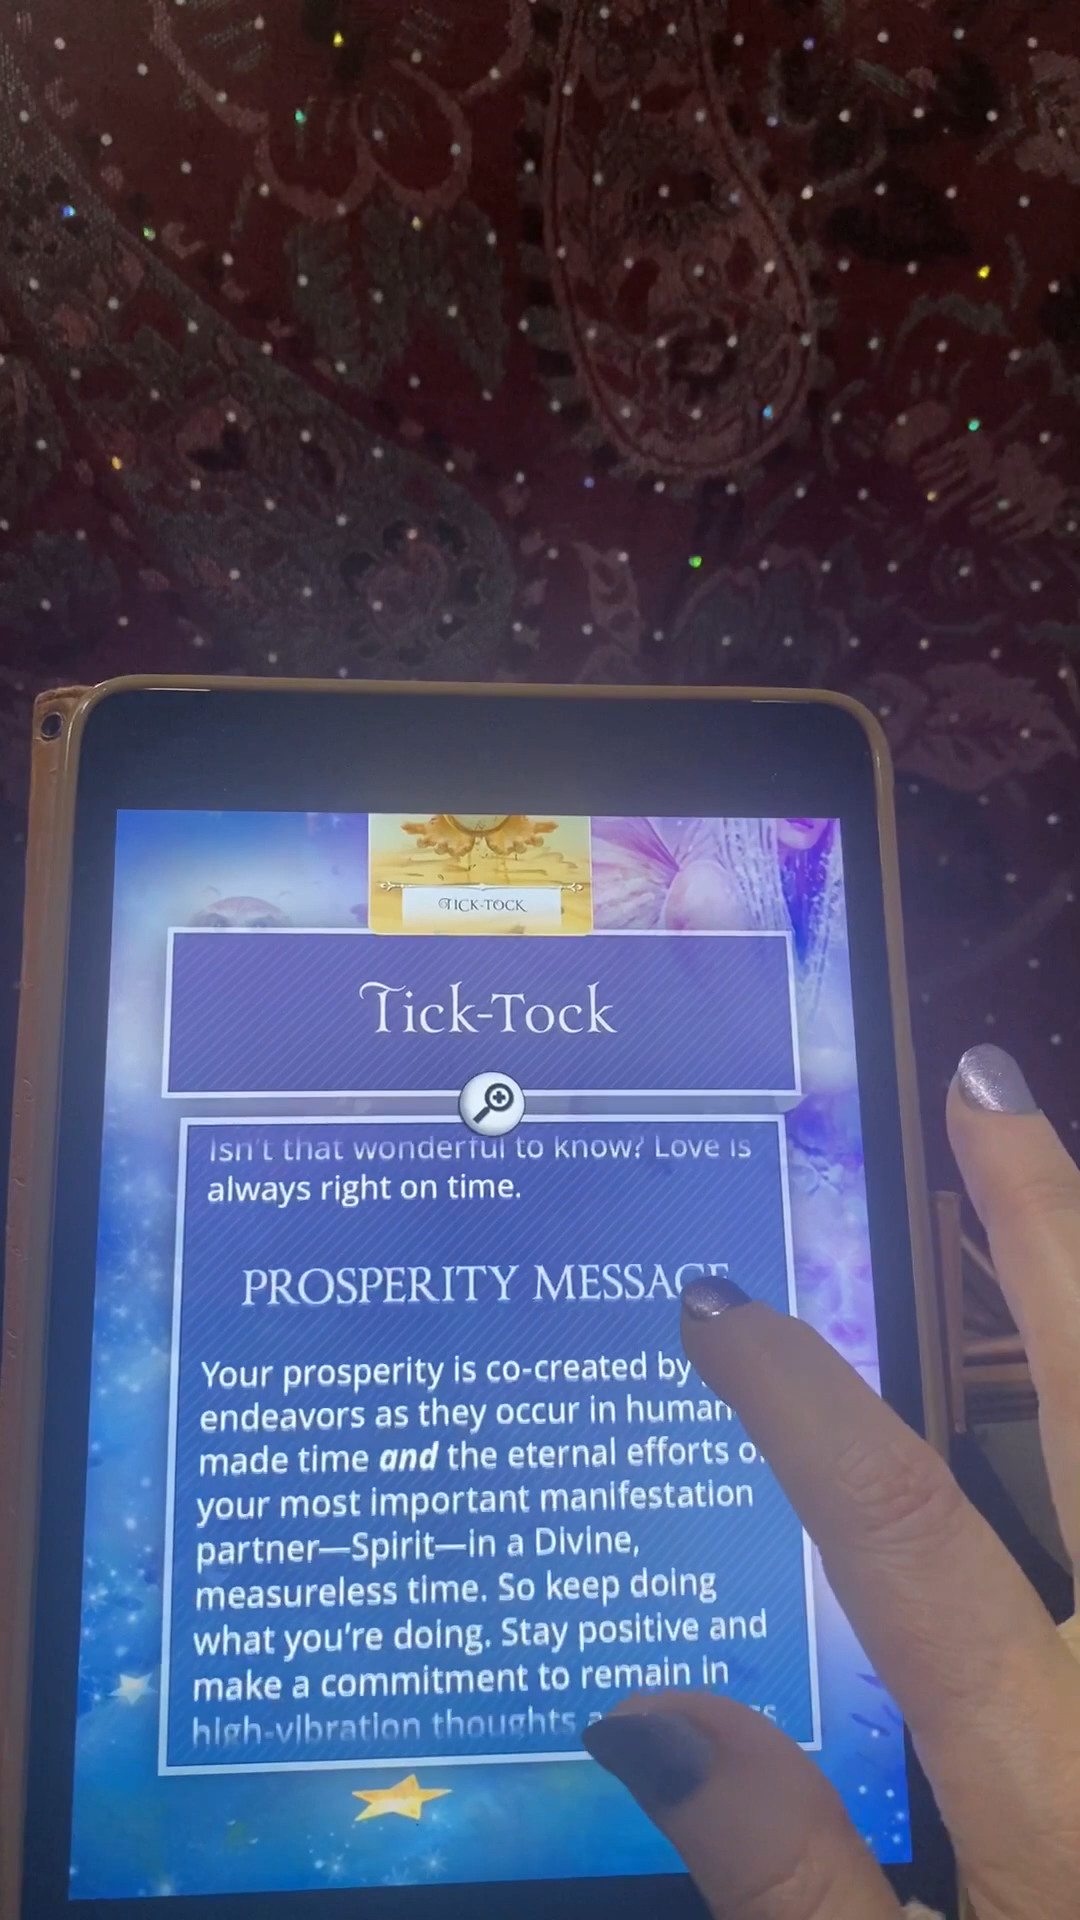 TICK-TOCK
Tick-Tock
Isn't that wonderful to know? Love is
always right on time.
PROSPERITY MESSAGE
Your prosperity is co-created by
endeavors as they occur in human
made time and the eternal efforts of
your most important manifestation
partner—Spirit—in a Divine,
measureless time. So keep doing
what you're doing. Stay positive and
make a commitment to remain in
high-vibration thoughts